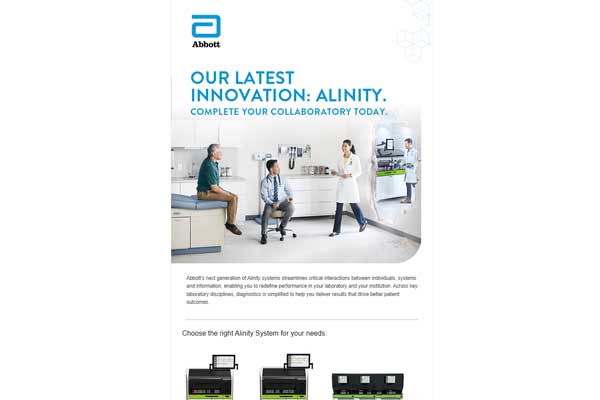 Abbott
OUR LATEST
INNOVATION: ALINITY.
COMPLETE YOUR COLLABORATORY TODAY.
Abbott's next generation of Alinity systems streamlines critical interactions between individuals, systems
and information, enabling you to redefine performance in your laboratory and your institution. Across key
laboratory disciplines, diagnostics is simplified to help you deliver results that drive better patient
outcomes.
Choose the right Alinity System for your needs